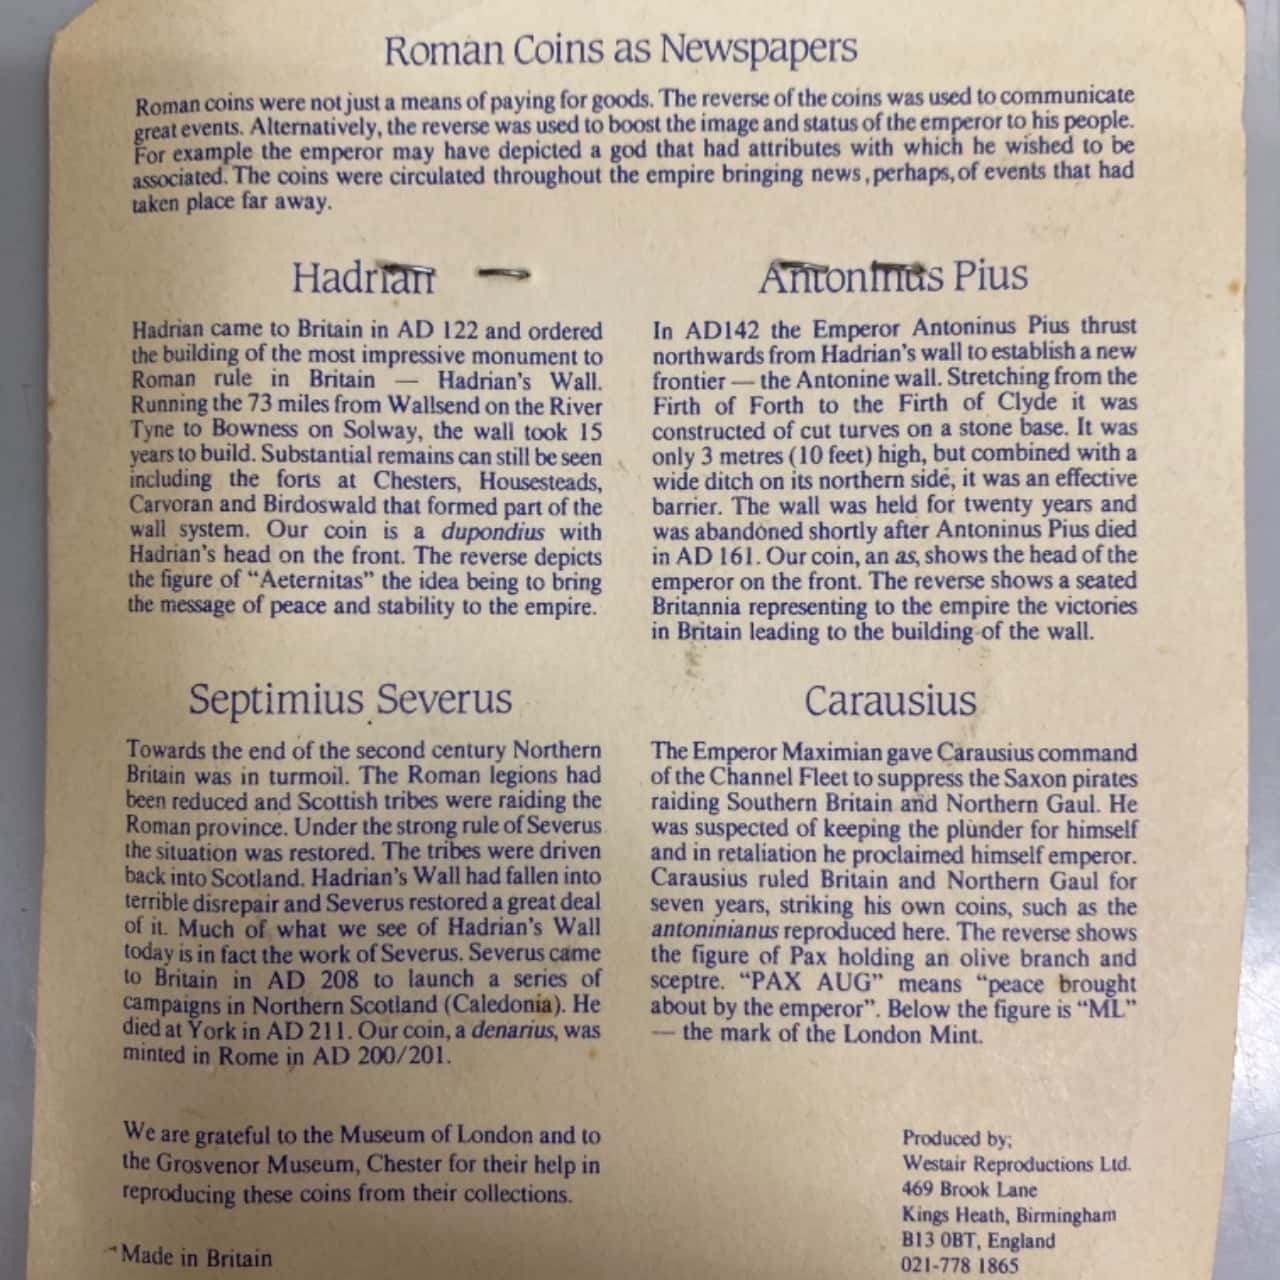 Roman Coins as Newspapers
Roman coins were not just a means of paying for goods. The reverse of the coins was used to communicate
great events. Alternatively, the reverse was used to boost the image and status of the emperor to his people.
For example the emperor may have depicted a god that had attributes with which he wished to be
associated. The coins were circulated throughout the empire bringing news, perhaps, of events that had
taken place far away.
Hadrian
Hadrian came to Britain in AD 122 and ordered
the building of the most impressive monument to
Roman rule in Britain — Hadrian's Wall.
Running the 73 miles from Wallsend on the River
Tyne to Bowness on Solway, the wall took 15
years to build. Substantial remains can still be seen
including the forts at Chesters, Housesteads,
Carvoran and Birdoswald that formed part of the
wall system. Our coin is a dupondius with
Hadrian's head on the front. The reverse depicts
the figure of "Aeternitas" the idea being to bring
the message of peace and stability to the empire.
Antoninus Pius
In AD142 the Emperor Antoninus Pius thrust
northwards from Hadrian's wall to establish a new
frontier — the Antonine wall. Stretching from the
Firth of Forth to the Firth of Clyde it was
constructed of cut turves on a stone base. It was
only 3 metres (10 feet) high, but combined with a
wide ditch on its northern side, it was an effective
barrier. The wall was held for twenty years and
was abandoned shortly after Antoninus Pius died
in AD 161. Our coin, an as, shows the head of the
emperor on the front. The reverse shows a seated
Britannia representing to the empire the victories
in Britain leading to the building of the wall.
Septimius Severus
Towards the end of the second century Northern
Britain was in turmoil. The Roman legions had
been reduced and Scottish tribes were raiding the
Roman province. Under the strong rule of Severus
the situation was restored. The tribes were driven
back into Scotland. Hadrian's Wall had fallen into
terrible disrepair and Severus restored a great deal
of it. Much of what we see of Hadrian's Wall
today is in fact the work of Severus. Severus came
to Britain in AD 208 to launch a series of
campaigns in Northern Scotland (Caledonia). He
died at York in AD 211. Our coin, a denarius, was
minted in Rome in AD 200/201.
Carausius
The Emperor Maximian gave Carausius command
of the Channel Fleet to suppress the Saxon pirates
raiding Southern Britain and Northern Gaul. He
was suspected of keeping the plunder for himself
and in retaliation he proclaimed himself emperor.
Carausius ruled Britain and Northern Gaul for
seven years, striking his own coins, such as the
antoninianus reproduced here. The reverse shows
the figure of Pax holding an olive branch and
sceptre. "PAX AUG" means "peace brought
about by the emperor". Below the figure is "ML"
— the mark of the London Mint.
We are grateful to the Museum of London and to
the Grosvenor Museum, Chester for their help in
reproducing these coins from their collections.
Made in Britain
Produced by;
Westair Reproductions Ltd.
469 Brook Lane
Kings Heath, Birmingham
B13 0BT, England
021-778 1865